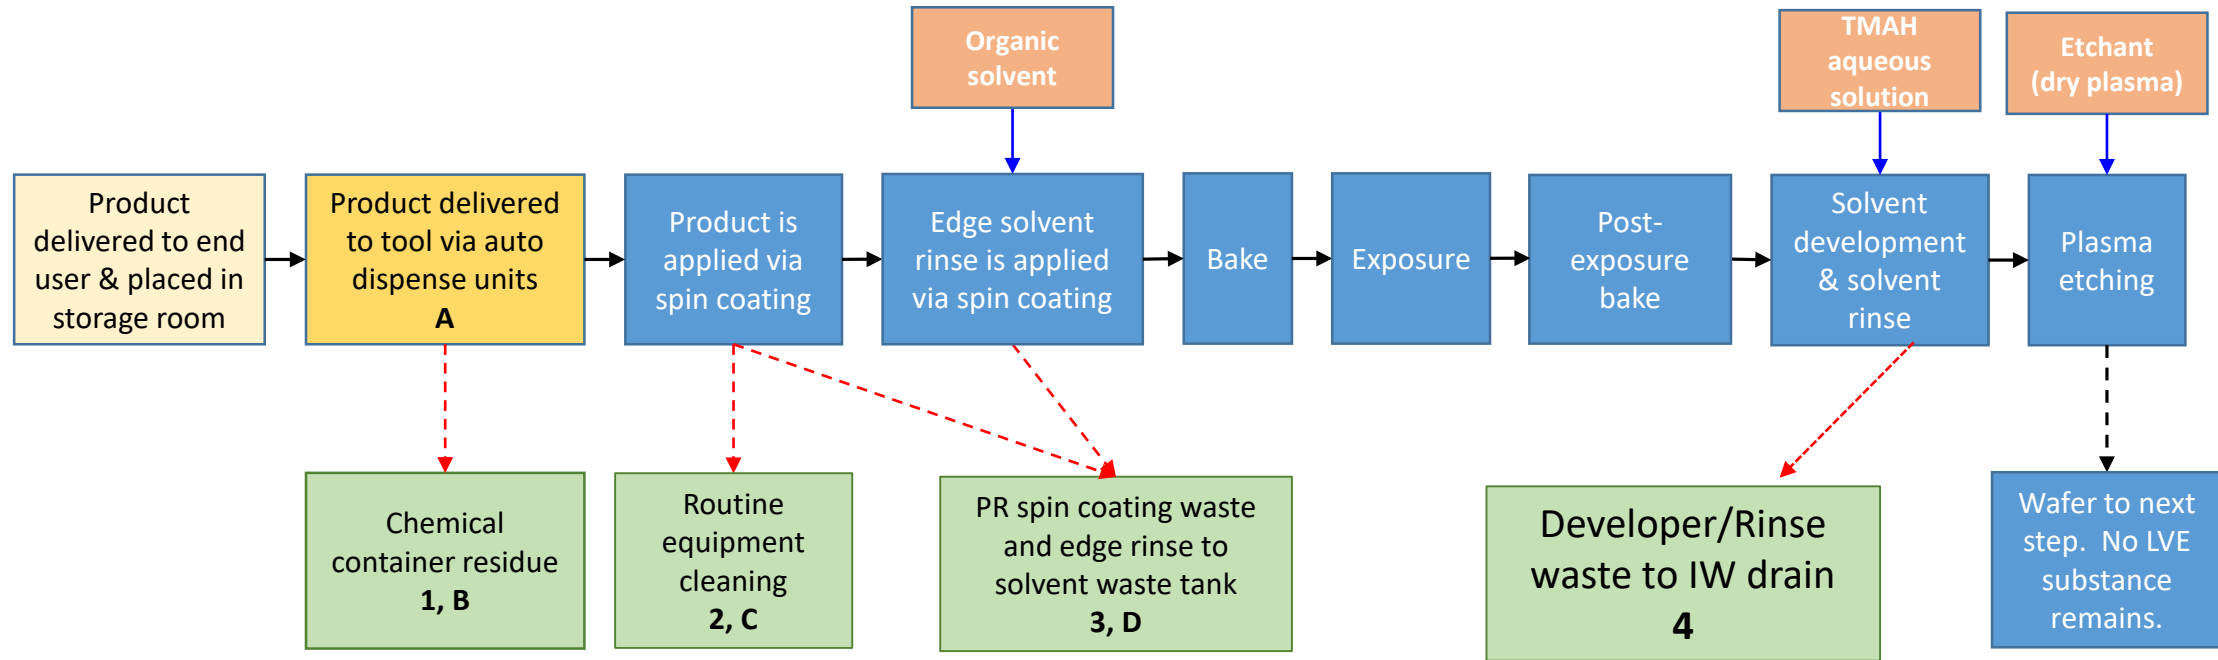 Organic
solvent
TMAH
aqueous
solution
Etchant
(dry plasma)
Product
delivered to end
user & placed in
storage room
Product delivered
to tool via auto
dispense units
A
Product is
applied via
spin coating
Edge solvent
rinse is applied
via spin coating
Bake
Exposure
Post-
exposure
bake
Solvent
development
& solvent
rinse
Plasma
etching
Chemical
container residue
1, B
Routine
equipment
cleaning
2, C
PR spin coating waste
and edge rinse to
solvent waste tank
3, D
Developer/Rinse
waste to IW drain
4
Wafer to next
step.  No LVE
substance
remains.